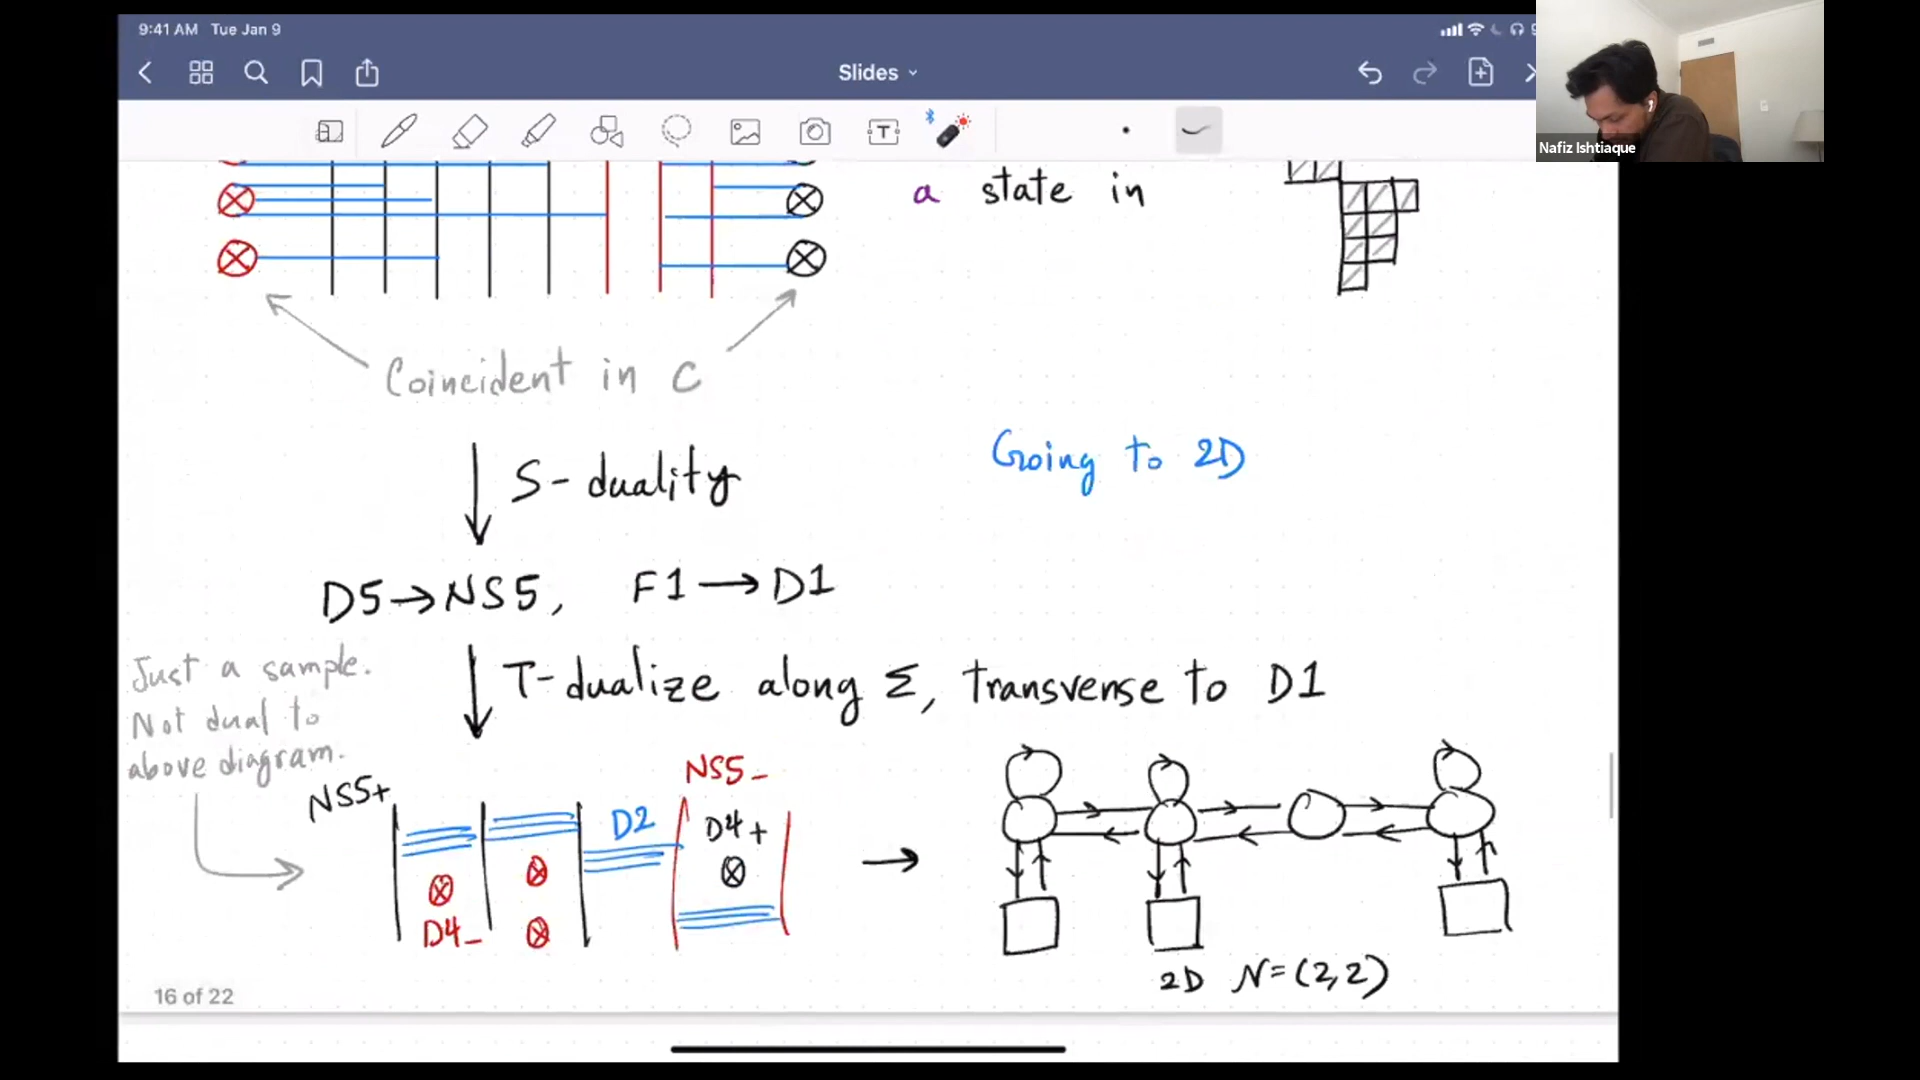 9:41 AM Tue Jan 9
Slides
T
Nafiz Ishtiaque
a state in
Coincident in C
S-duality
Going to 2D
D5→NS5, F1→D1
T-dualize along Σ, transverse to D1
Just a sample.
Not dual to
above diagram.
NS5+
D2
NS5-
D4+
D4-
2D N=(2,2)
16 of 22